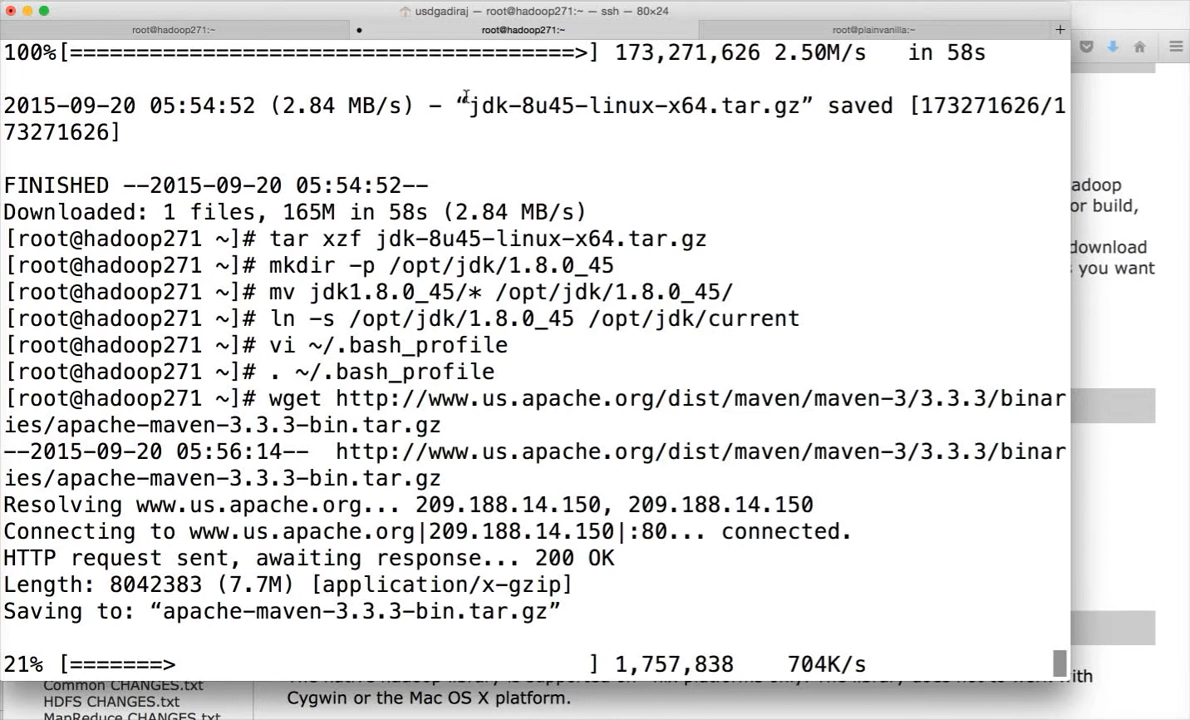 usdgadiraj — root@hadoop271:~ — ssh — 80×24
root@hadoop271:~
root@hadoop271:~
root@plainvanilla:~
100%[======================================>] 173,271,626 2.50M/s   in 58s
2015-09-20 05:54:52 (2.84 MB/s) - “jdk-8u45-linux-x64.tar.gz” saved [173271626/1
73271626]
FINISHED --2015-09-20 05:54:52--
Downloaded: 1 files, 165M in 58s (2.84 MB/s)
[root@hadoop271 ~]# tar xzf jdk-8u45-linux-x64.tar.gz
[root@hadoop271 ~]# mkdir -p /opt/jdk/1.8.0_45
[root@hadoop271 ~]# mv jdk1.8.0_45/* /opt/jdk/1.8.0_45/
[root@hadoop271 ~]# ln -s /opt/jdk/1.8.0_45 /opt/jdk/current
[root@hadoop271 ~]# vi ~/.bash_profile
[root@hadoop271 ~]# . ~/.bash_profile
[root@hadoop271 ~]# wget http://www.us.apache.org/dist/maven/maven-3/3.3.3/binar
ies/apache-maven-3.3.3-bin.tar.gz
--2015-09-20 05:56:14--  http://www.us.apache.org/dist/maven/maven-3/3.3.3/binar
ies/apache-maven-3.3.3-bin.tar.gz
Resolving www.us.apache.org... 209.188.14.150, 209.188.14.150
Connecting to www.us.apache.org|209.188.14.150|:80... connected.
HTTP request sent, awaiting response... 200 OK
Length: 8042383 (7.7M) [application/x-gzip]
Saving to: “apache-maven-3.3.3-bin.tar.gz”
21% [=======>                               ] 1,757,838    704K/s
adoop
or build,
download
you want
with
Common CHANGES.txt
HDFS CHANGES.txt
Cygwin or the Mac OS X platform.
MapReduce CHANGES.txt